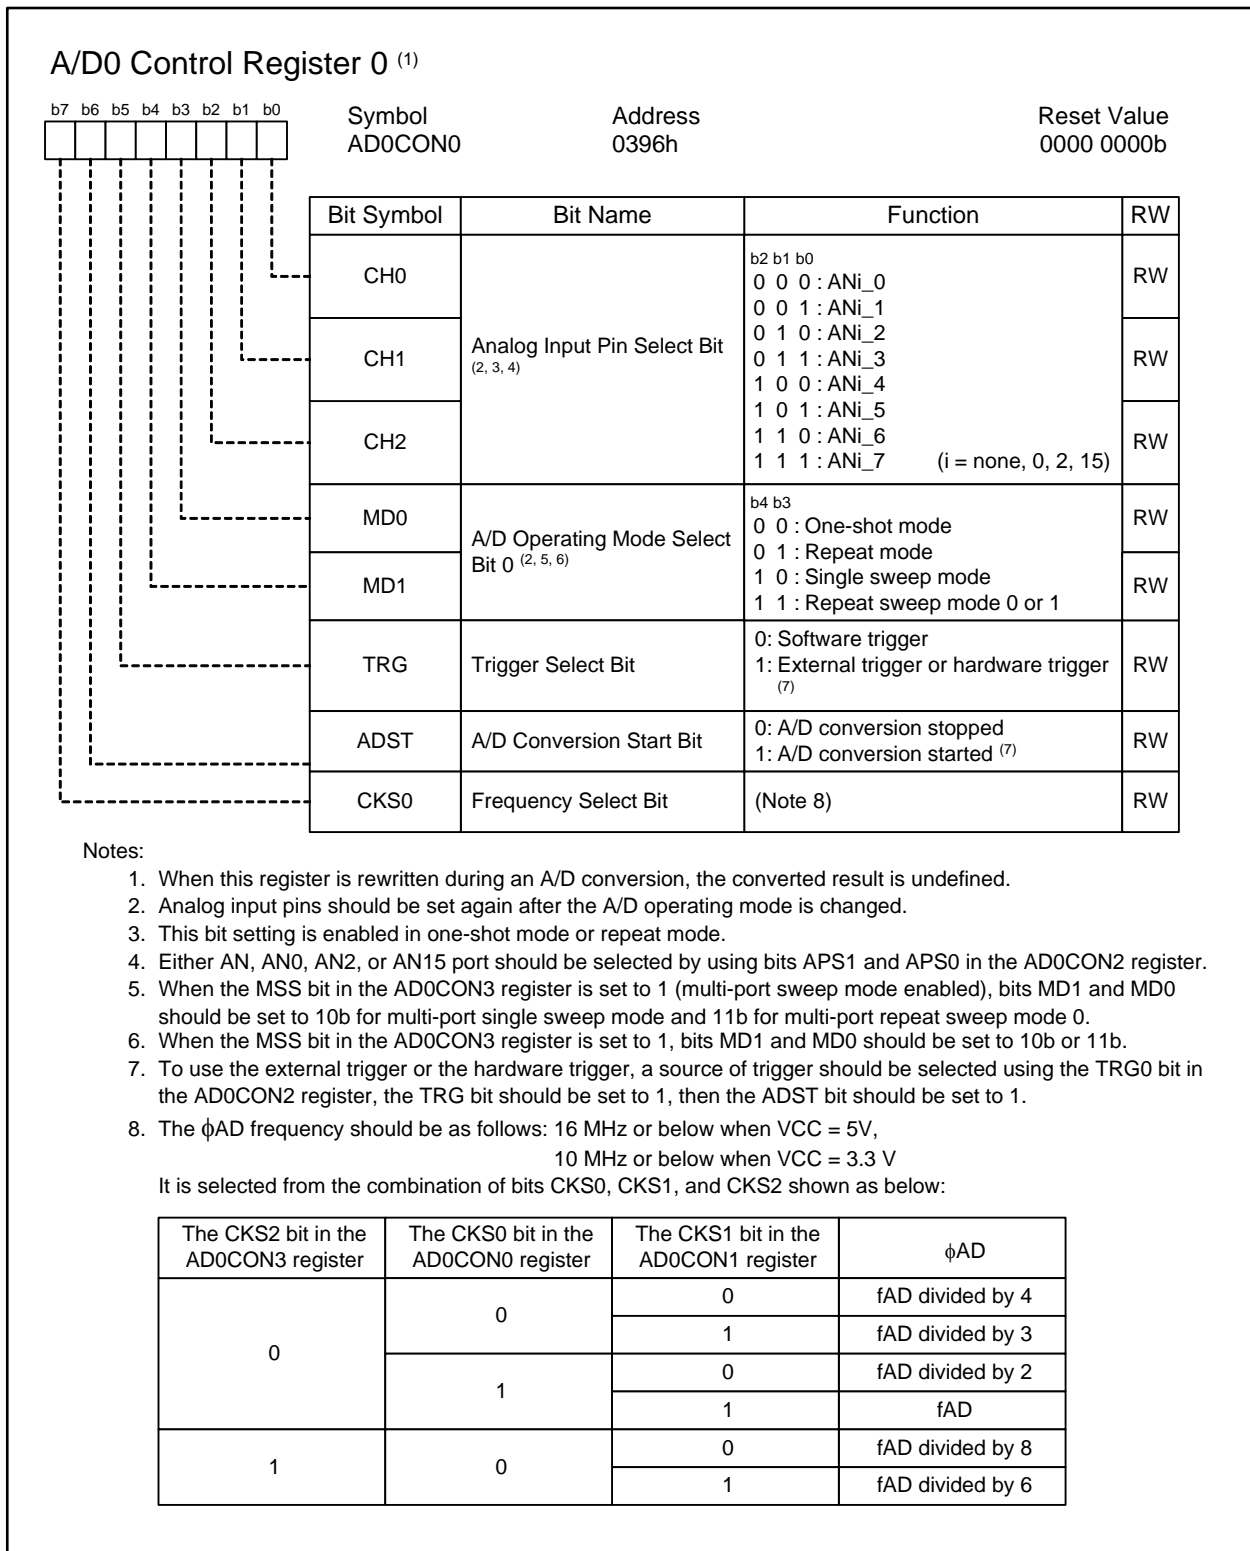 A/D0 Control Register 0 (1)
b7 b6 b5 b4 b3 b2 b1 b0
Symbol Address Reset Value
AD0CON0 0396h 0000 0000b
Bit Symbol Bit Name Function RW
CH0
CH1
CH2
Analog Input Pin Select Bit
(2, 3, 4)
b2 b1 b0
0 0 0 : ANi_0
0 0 1 : ANi_1
0 1 0 : ANi_2
0 1 1 : ANi_3
1 0 0 : ANi_4
1 0 1 : ANi_5
1 1 0 : ANi_6
1 1 1 : ANi_7 (i = none, 0, 2, 15)
RW
RW
RW
MD0
MD1
A/D Operating Mode Select
Bit 0 (2, 5, 6)
b4 b3
0 0 : One-shot mode
0 1 : Repeat mode
1 0 : Single sweep mode
1 1 : Repeat sweep mode 0 or 1
RW
RW
TRG
Trigger Select Bit
0: Software trigger
1: External trigger or hardware trigger
(7)
RW
ADST
A/D Conversion Start Bit
0: A/D conversion stopped
1: A/D conversion started (7)
RW
CKS0 Frequency Select Bit (Note 8) RW
Notes:
1. When this register is rewritten during an A/D conversion, the converted result is undefined.
2. Analog input pins should be set again after the A/D operating mode is changed.
3. This bit setting is enabled in one-shot mode or repeat mode.
4. Either AN, AN0, AN2, or AN15 port should be selected by using bits APS1 and APS0 in the AD0CON2 register.
5. When the MSS bit in the AD0CON3 register is set to 1 (multi-port sweep mode enabled), bits MD1 and MD0
should be set to 10b for multi-port single sweep mode and 11b for multi-port repeat sweep mode 0.
6. When the MSS bit in the AD0CON3 register is set to 1, bits MD1 and MD0 should be set to 10b or 11b.
7. To use the external trigger or the hardware trigger, a source of trigger should be selected using the TRG0 bit in
the AD0CON2 register, the TRG bit should be set to 1, then the ADST bit should be set to 1.
8. The ϕAD frequency should be as follows: 16 MHz or below when VCC = 5V,
10 MHz or below when VCC = 3.3 V
It is selected from the combination of bits CKS0, CKS1, and CKS2 shown as below:
The CKS2 bit in the The CKS0 bit in the The CKS1 bit in the ϕAD
AD0CON3 register AD0CON0 register AD0CON1 register
0 0 0 fAD divided by 4
1 fAD divided by 3
1 0 fAD divided by 2
1 fAD
1 0 0 fAD divided by 8
1 fAD divided by 6